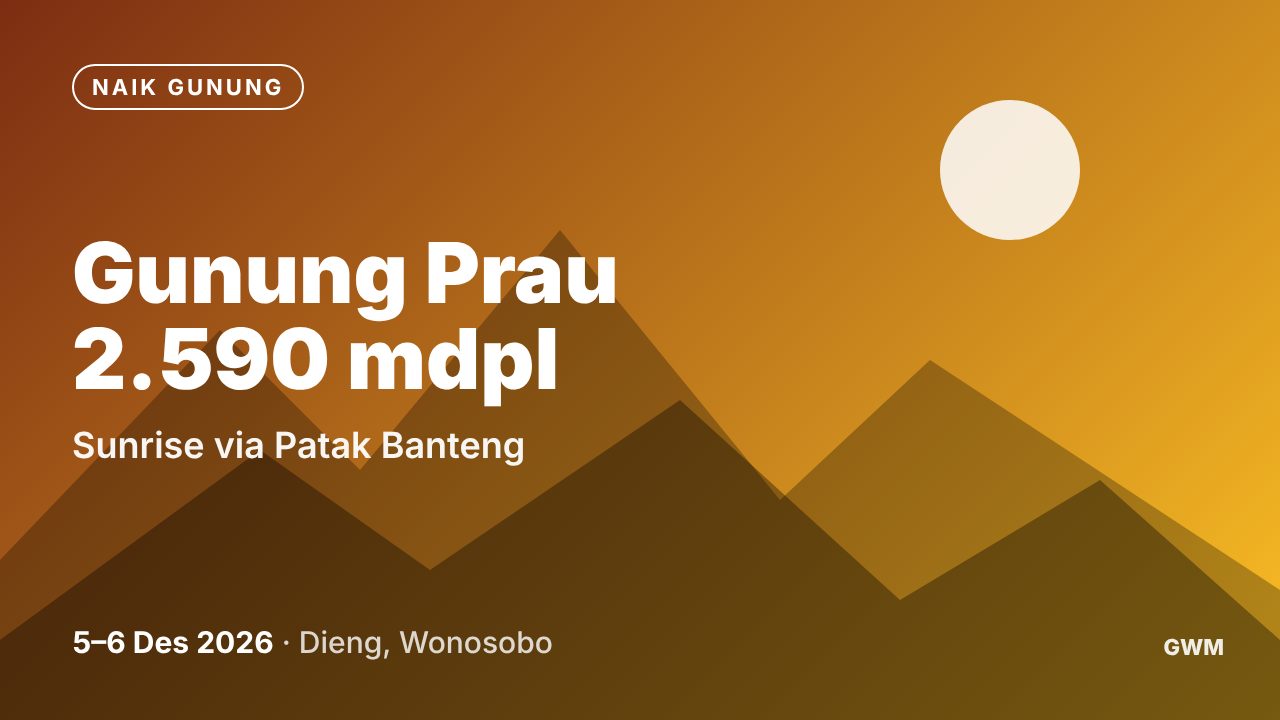 NAIK GUNUNG
Gunung Prau
2.590 mdpl
Sunrise via Patak Banteng
5–6 Des 2026 · Dieng, Wonosobo
GWM